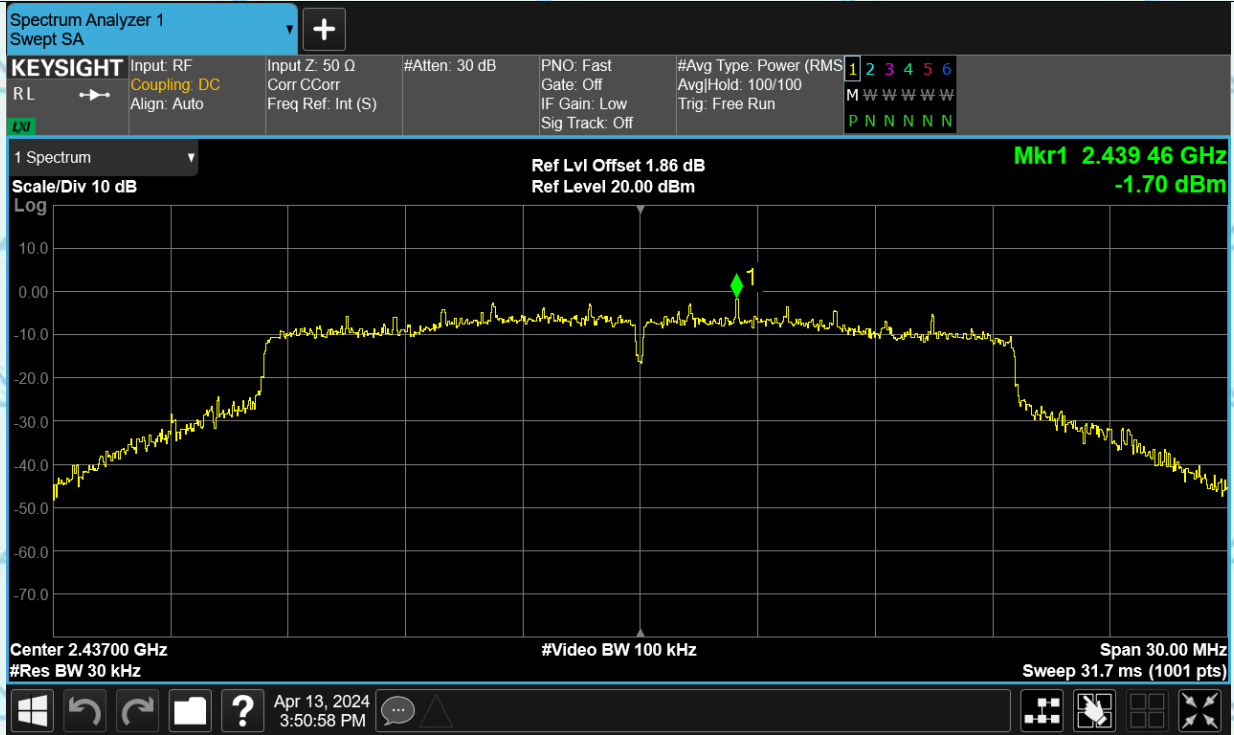 Spectrum Analyzer 1
Swept SA
KEYSIGHT
RL
LXI
Input: RF
Coupling: DC
Align: Auto
Input Z: 50 Ω
Corr CCorr
Freq Ref: Int (S)
#Atten: 30 dB
PNO: Fast
Gate: Off
IF Gain: Low
Sig Track: Off
#Avg Type: Power (RMS
Avg|Hold: 100/100
Trig: Free Run
1 2 3 4 5 6
M W W W W W
P N N N N N
1 Spectrum
Scale/Div 10 dB
Log
Ref Lvl Offset 1.86 dB
Ref Level 20.00 dBm
Mkr1 2.439 46 GHz
-1.70 dBm
10.0
0.00
-10.0
-20.0
-30.0
-40.0
-50.0
-60.0
-70.0
1
Center 2.43700 GHz
#Video BW 100 kHz
Span 30.00 MHz
#Res BW 30 kHz
Sweep 31.7 ms (1001 pts)
?
Apr 13, 2024
3:50:58 PM